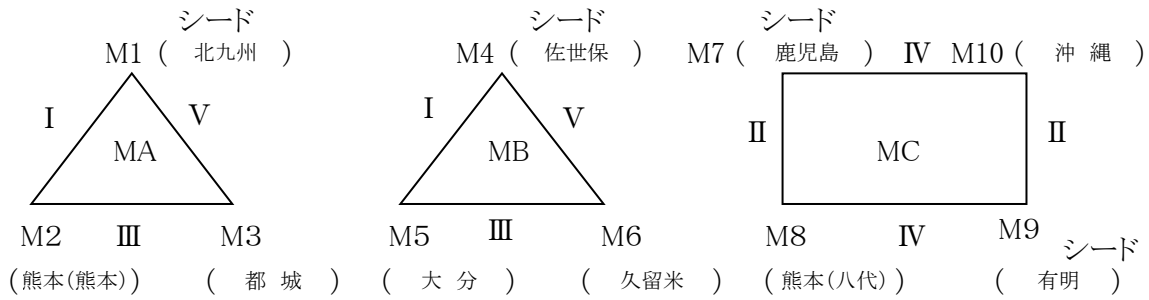 シード シード シード
M1 ( 北九州 ) M4 ( 佐世保 ) M7 ( 鹿児島 ) Ⅳ M10 ( 沖 縄 )
Ⅰ Ⅴ Ⅰ Ⅴ Ⅱ Ⅱ
MA MB MC
M2 Ⅲ M3 M5 Ⅲ M6 M8 Ⅳ M9
シード
(熊本(熊本)) ( 都 城 ) ( 大 分 ) ( 久留米 ) (熊本(八代) ) ( 有明 )